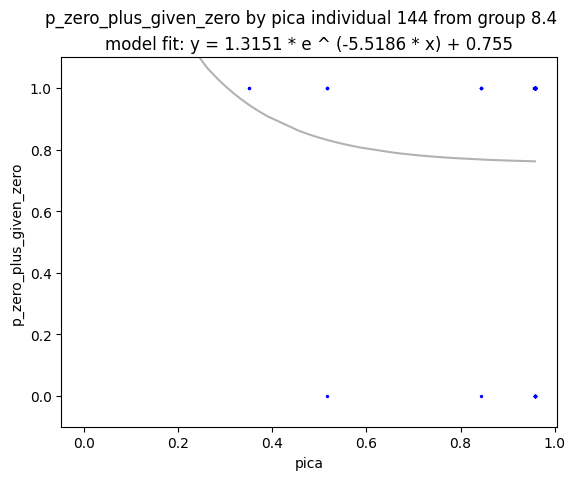 p_zero_plus_given_zero by pica individual 144 from group 8.4
model fit: y = 1.3151 * e ^ (-5.5186 * x) + 0.755
1.0
0.8
0.6
0.4
0.2
0.0
p_zero_plus_given_zero
0.0 0.2 0.4 0.6 0.8 1.0
pica